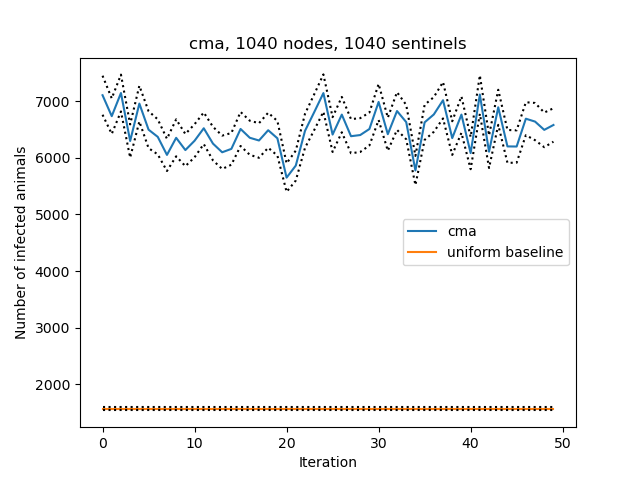 cma, 1040 nodes, 1040 sentinels
Number of infected animals
7000
6000
5000
4000
3000
2000
cma
uniform baseline
0 10 20 30 40 50
Iteration